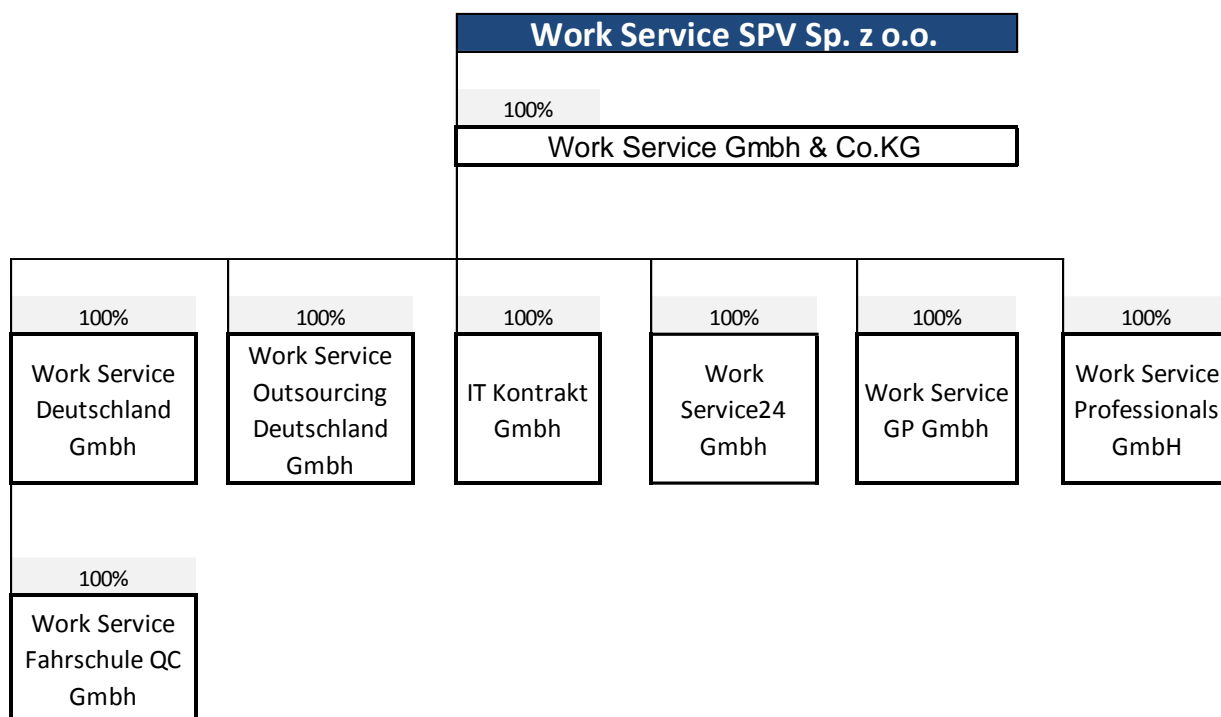 Work Service SPV Sp. z o.o.
100%
Work Service Gmbh & Co.KG
100%
100%
100%
100%
100%
100%
Work Service
Deutschland
Gmbh
Work Service
Outsourcing
Deutschland
Gmbh
IT Kontrakt
Gmbh
Work
Service24
Gmbh
Work Service
GP Gmbh
Work Service
Professionals
GmbH
100%
Work Service
Fahrschule QC
Gmbh